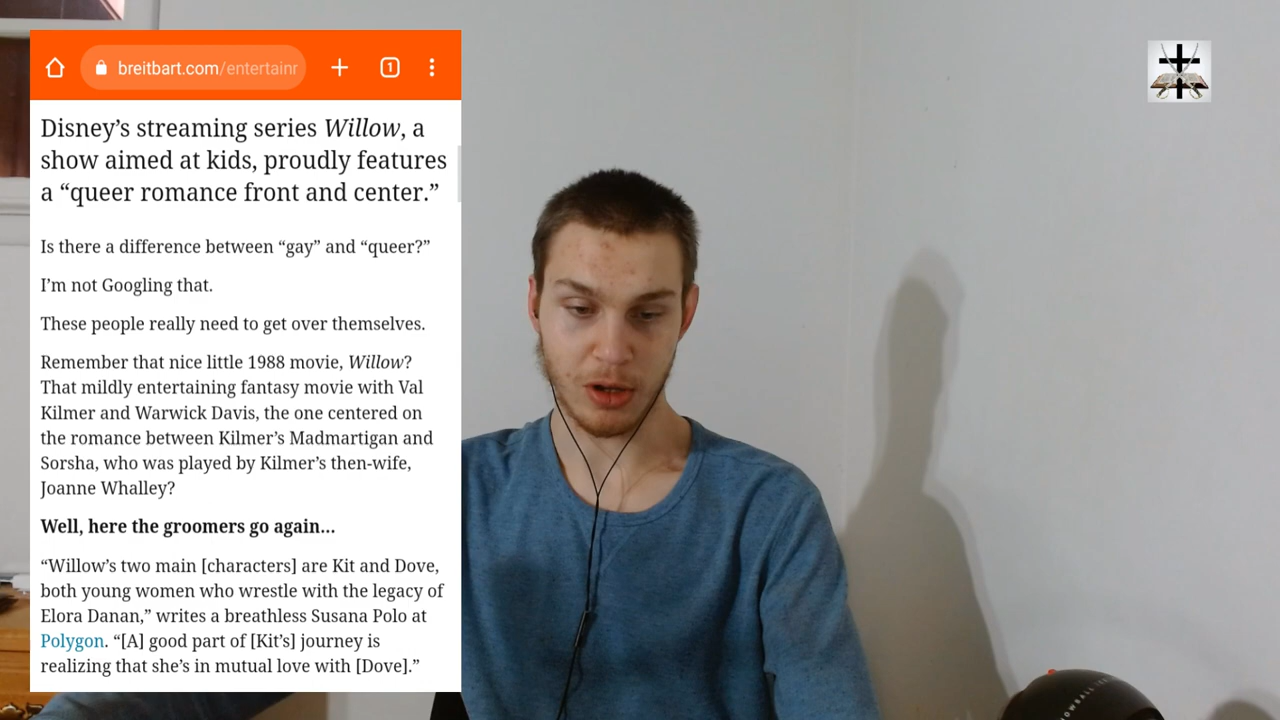 breitbart.com/entertainr
1
Disney’s streaming series Willow, a
show aimed at kids, proudly features
a “queer romance front and center.”
Is there a difference between “gay” and “queer?”
I’m not Googling that.
These people really need to get over themselves.
Remember that nice little 1988 movie, Willow?
That mildly entertaining fantasy movie with Val
Kilmer and Warwick Davis, the one centered on
the romance between Kilmer’s Madmartigan and
Sorsha, who was played by Kilmer’s then-wife,
Joanne Whalley?
Well, here the groomers go again…
“Willow’s two main [characters] are Kit and Dove,
both young women who wrestle with the legacy of
Elora Danan,” writes a breathless Susana Polo at
Polygon. “[A] good part of [Kit’s] journey is
realizing that she’s in mutual love with [Dove].”